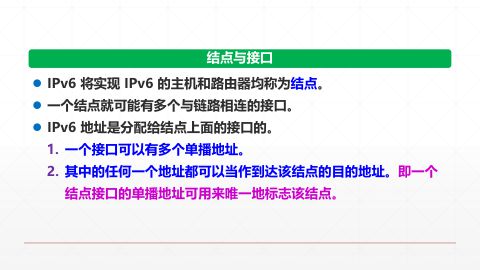 结点与接口
IPv6 将实现 IPv6 的主机和路由器均称为结点。
一个结点就可能有多个与链路相连的接口。
IPv6 地址是分配给结点上面的接口的。
1. 一个接口可以有多个单播地址。
2. 其中的任何一个地址都可以当作到达该结点的目的地址。即一个
结点接口的单播地址可用来唯一地标志该结点。